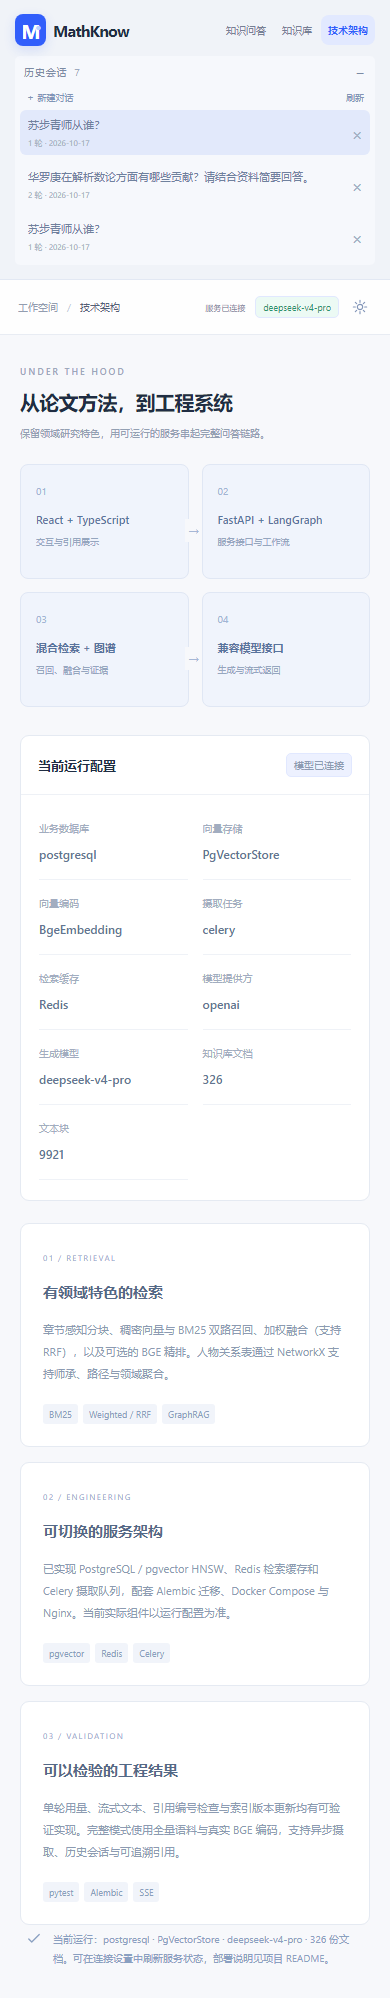 M MathKnow 知识问答 知识库 技术架构
历史会话 7 −
+ 新建对话 刷新
苏步青师从谁?
1 轮 · 2026-10-17 ×
华罗庚在解析数论方面有哪些贡献？请结合资料简要回答。
2 轮 · 2026-10-17 ×
苏步青师从谁?
1 轮 · 2026-10-17 ×
工作空间 / 技术架构 服务已连接 deepseek-v4-pro
UNDER THE HOOD
从论文方法，到工程系统
保留领域研究特色，用可运行的服务串起完整问答链路。
01
React + TypeScript
交互与引用展示
→
02
FastAPI + LangGraph
服务接口与工作流
03
混合检索 + 图谱
召回、融合与证据
→
04
兼容模型接口
生成与流式返回
当前运行配置 模型已连接
业务数据库
postgresql
向量存储
PgVectorStore
向量编码
BgeEmbedding
摄取任务
celery
检索缓存
Redis
模型提供方
openai
生成模型
deepseek-v4-pro
知识库文档
326
文本块
9921
01 / RETRIEVAL
有领域特色的检索
章节感知分块、稠密向量与 BM25 双路召回、加权融合（支持
RRF），以及可选的 BGE 精排。人物关系表通过 NetworkX 支
持师承、路径与领域聚合。
BM25 Weighted / RRF GraphRAG
02 / ENGINEERING
可切换的服务架构
已实现 PostgreSQL / pgvector HNSW、Redis 检索缓存和
Celery 摄取队列，配套 Alembic 迁移、Docker Compose 与
Nginx。当前实际组件以运行配置为准。
pgvector Redis Celery
03 / VALIDATION
可以检验的工程结果
单轮用量、流式文本、引用编号检查与索引版本更新均有可验
证实现。完整模式使用全量语料与真实 BGE 编码，支持异步摄
取、历史会话与可追溯引用。
pytest Alembic SSE
当前运行：postgresql · PgVectorStore · deepseek-v4-pro · 326 份文
档。可在连接设置中刷新服务状态，部署说明见项目 README。